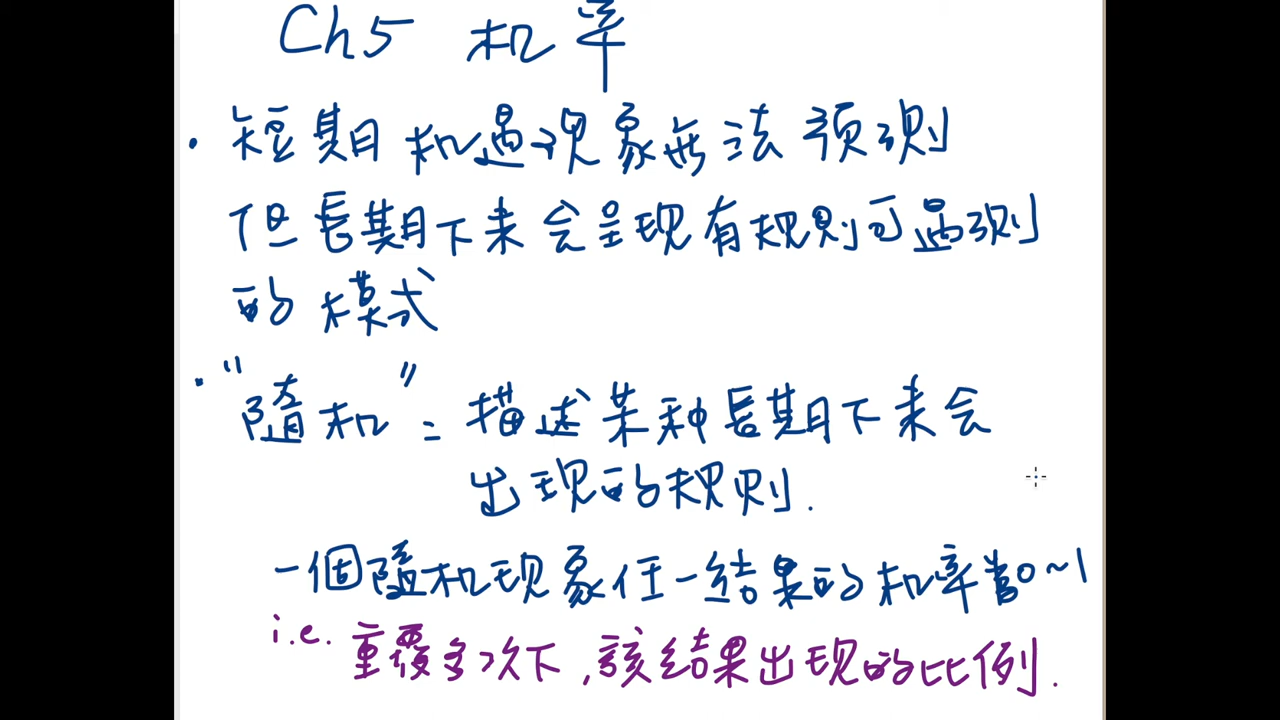 Ch5 机率
• 短期机遇现象無法预测
但長期下来会呈现有规则可遇测
的模式
• "隨机" = 描述某种長期下来会
出现的规则.
一個隨机现象任一结果的机率当0~1
i.e. 重覆多次下,該结果出现的比例.